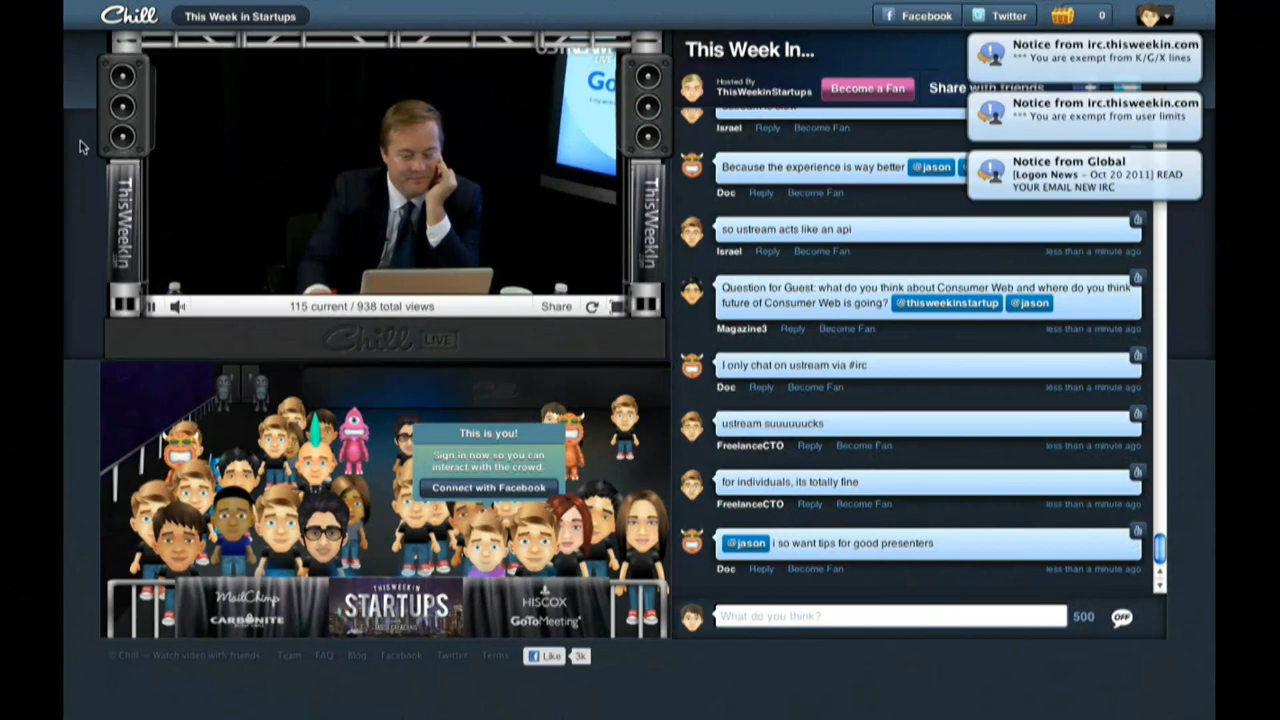 Chill
This Week in Startups
Facebook
Twitter
0
USTREAM
LIVE
Go
ThisWeekIn
ThisWeekIn
115 current / 938 total views
Share
Chill LIVE
This is you!
Sign in now so you can
interact with the crowd.
Connect with Facebook
MailChimp
CARBONITE
THISWEEKIN
STARTUPS
HISCOX
GoToMeeting
This Week In...
Hosted By
ThisWeekinStartups
Become a Fan
Share with friends
Notice from irc.thisweekin.com
*** You are exempt from K/G/X lines
Notice from irc.thisweekin.com
*** You are exempt from user limits
Notice from Global
[Logon News - Oct 20 2011] READ
YOUR EMAIL NEW IRC
Israel Reply Become Fan
Because the experience is way better @jason
Doc Reply Become Fan
so ustream acts like an api
Israel Reply Become Fan less than a minute ago
Question for Guest: what do you think about Consumer Web and where do you think
future of Consumer Web is going? @thisweekinstartup @jason
Magazine3 Reply Become Fan less than a minute ago
I only chat on ustream via #irc
Doc Reply Become Fan less than a minute ago
ustream suuuuuucks
FreelanceCTO Reply Become Fan less than a minute ago
for individuals, its totally fine
FreelanceCTO Reply Become Fan less than a minute ago
@jason i so want tips for good presenters
Doc Reply Become Fan less than a minute ago
What do you think?
500
OFF
© Chill — Watch video with friends. Team FAQ Blog Facebook Twitter Terms Like 3k